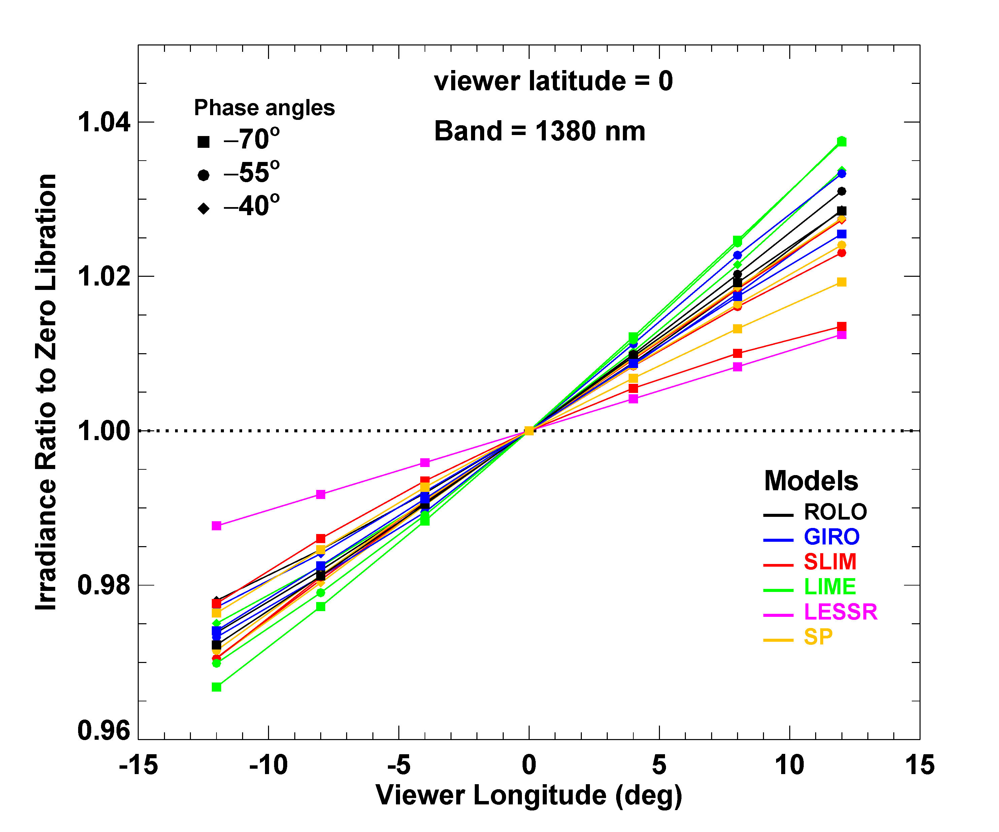 viewer latitude = 0
Band = 1380 nm
Phase angles
−70°
−55°
−40°
1.04
1.02
1.00
0.98
0.96
Irradiance Ratio to Zero Libration
Models
ROLO
GIRO
SLIM
LIME
LESSR
SP
-15 -10 -5 0 5 10 15
Viewer Longitude (deg)